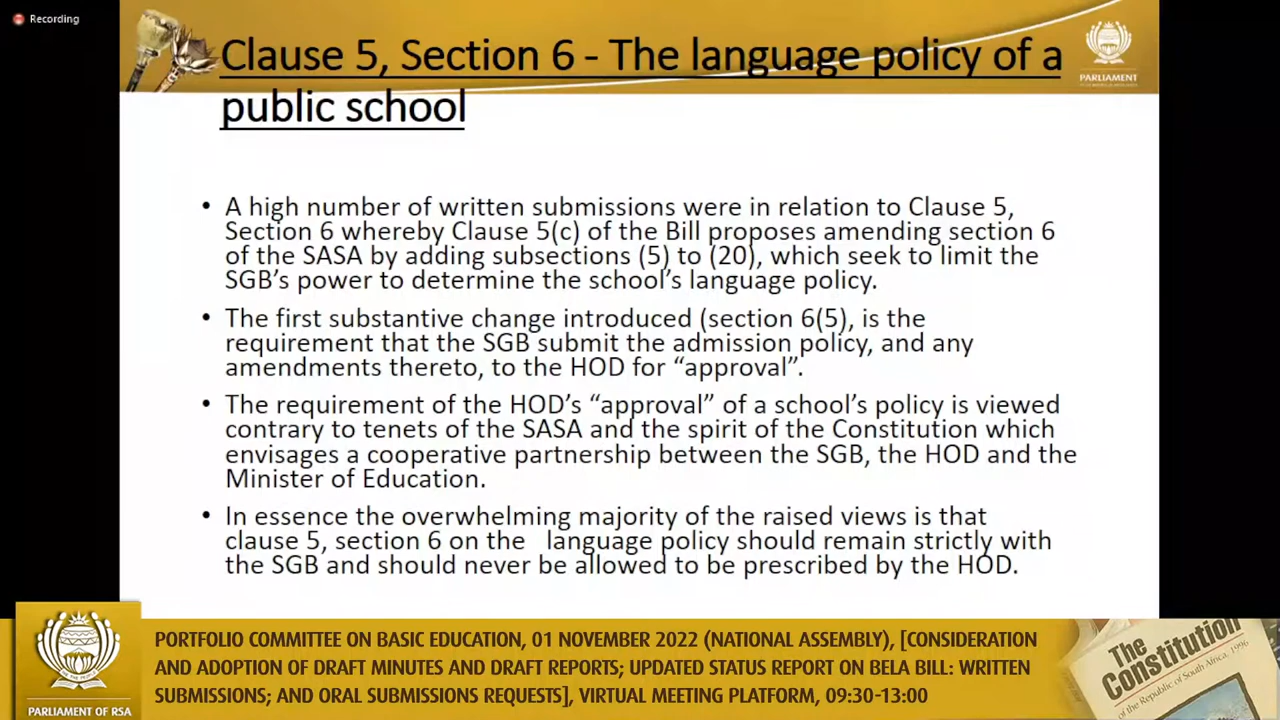 Recording
Clause 5, Section 6 - The language policy of a
public school
PARLIAMENT
• A high number of written submissions were in relation to Clause 5,
Section 6 whereby Clause 5(c) of the Bill proposes amending section 6
of the SASA by adding subsections (5) to (20), which seek to limit the
SGB's power to determine the school's language policy.
• The first substantive change introduced (section 6(5), is the
requirement that the SGB submit the admission policy, and any
amendments thereto, to the HOD for “approval”.
• The requirement of the HOD's “approval” of a school's policy is viewed
contrary to tenets of the SASA and the spirit of the Constitution which
envisages a cooperative partnership between the SGB, the HOD and the
Minister of Education.
• In essence the overwhelming majority of the raised views is that
clause 5, section 6 on the language policy should remain strictly with
the SGB and should never be allowed to be prescribed by the HOD.
PARLIAMENT OF RSA
PORTFOLIO COMMITTEE ON BASIC EDUCATION, 01 NOVEMBER 2022 (NATIONAL ASSEMBLY), [CONSIDERATION
AND ADOPTION OF DRAFT MINUTES AND DRAFT REPORTS; UPDATED STATUS REPORT ON BELA BILL: WRITTEN
SUBMISSIONS; AND ORAL SUBMISSIONS REQUESTS], VIRTUAL MEETING PLATFORM, 09:30-13:00
The
Constitution
of the Republic of South Africa, 1996